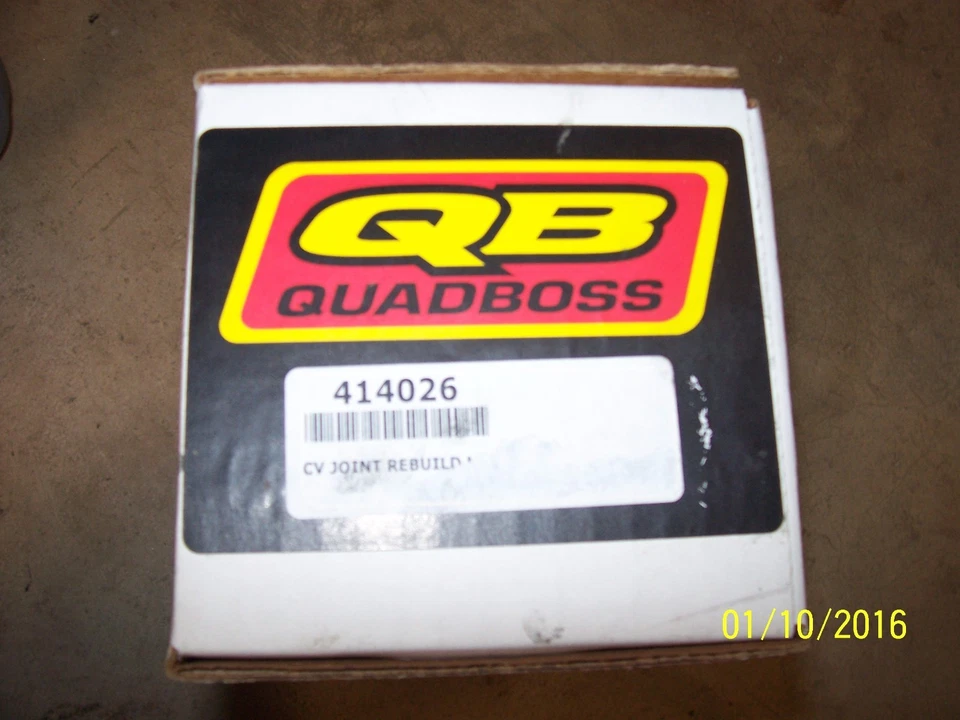 QB
QUADBOSS
414026
CV JOINT REBUILD
01/10/2016